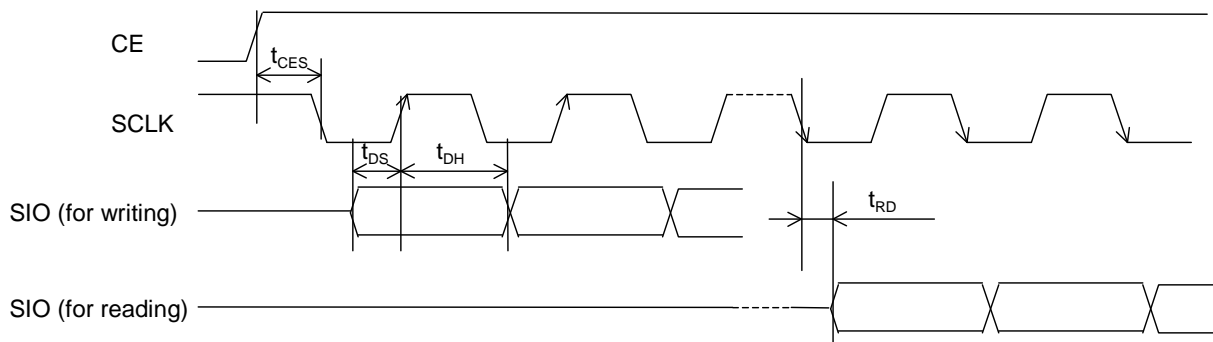 CE
tCES
SCLK
tDS
tDH
SIO (for writing)
tRD
SIO (for reading)